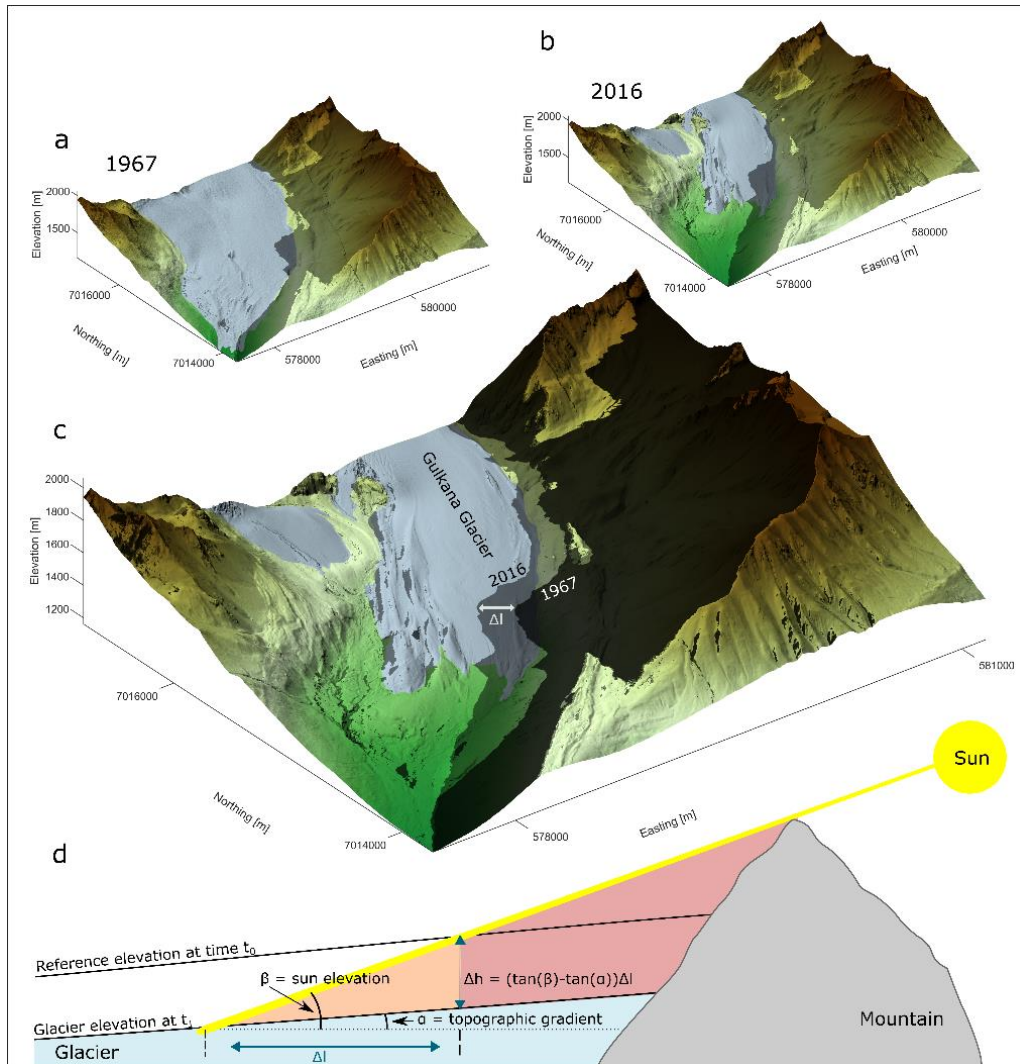 a
1967
Elevation [m]
2000
1500
7016000
Northing [m]
7014000
578000
Easting [m]
580000
b
2016
Elevation [m]
2000
1500
7016000
Northing [m]
7014000
578000
Easting [m]
580000
c
Elevation [m]
2000
1800
1600
1400
1200
Gulkana Glacier
2016
1967
Δl
7016000
Northing [m]
7014000
578000
Easting [m]
581000
d
Sun
Reference elevation at time t₀
β = sun elevation
Δh = (tan(β)-tan(α))Δl
Glacier elevation at t₁
α = topographic gradient
Mountain
Glacier
Δl